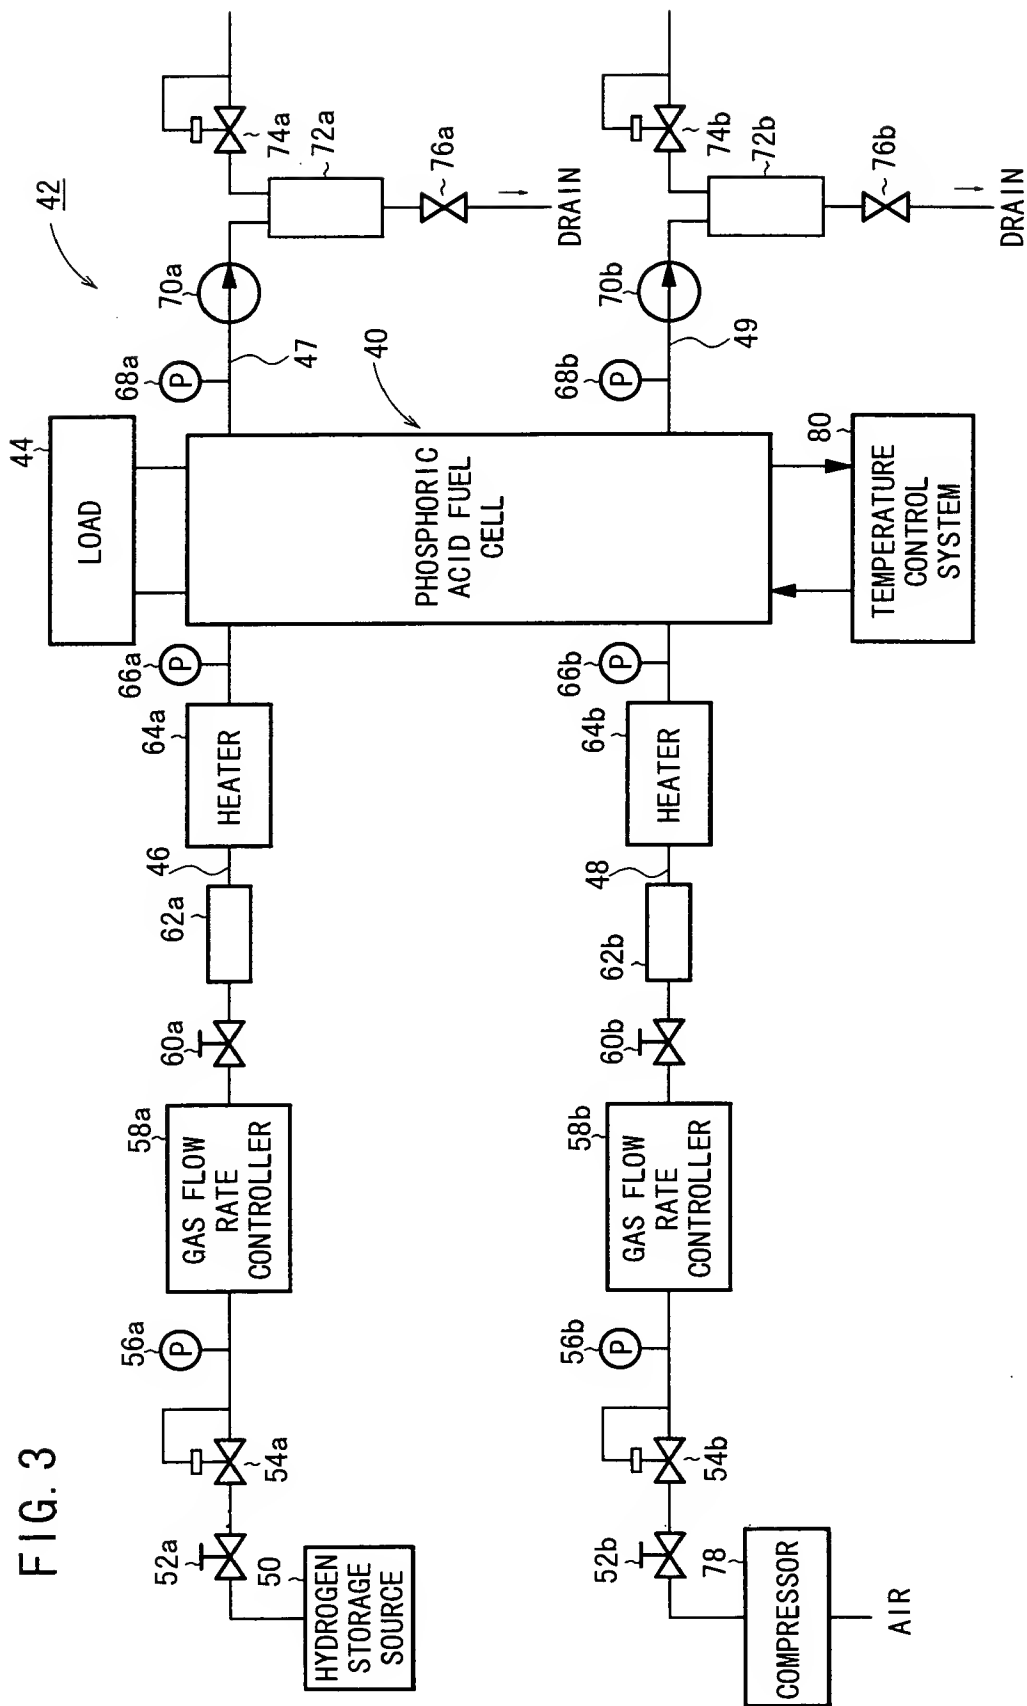 FIG. 3
42
44
LOAD
HYDROGEN
STORAGE
SOURCE
50
52a
54a
56a
P
58a
GAS FLOW
RATE
CONTROLLER
60a
62a
46
64a
HEATER
66a
P
68a
P
47
70a
74a
72a
76a
DRAIN
40
PHOSPHORIC
ACID FUEL
CELL
AIR
COMPRESSOR
78
52b
54b
56b
P
58b
GAS FLOW
RATE
CONTROLLER
60b
62b
48
64b
HEATER
66b
P
68b
P
49
70b
74b
72b
76b
DRAIN
80
TEMPERATURE
CONTROL
SYSTEM